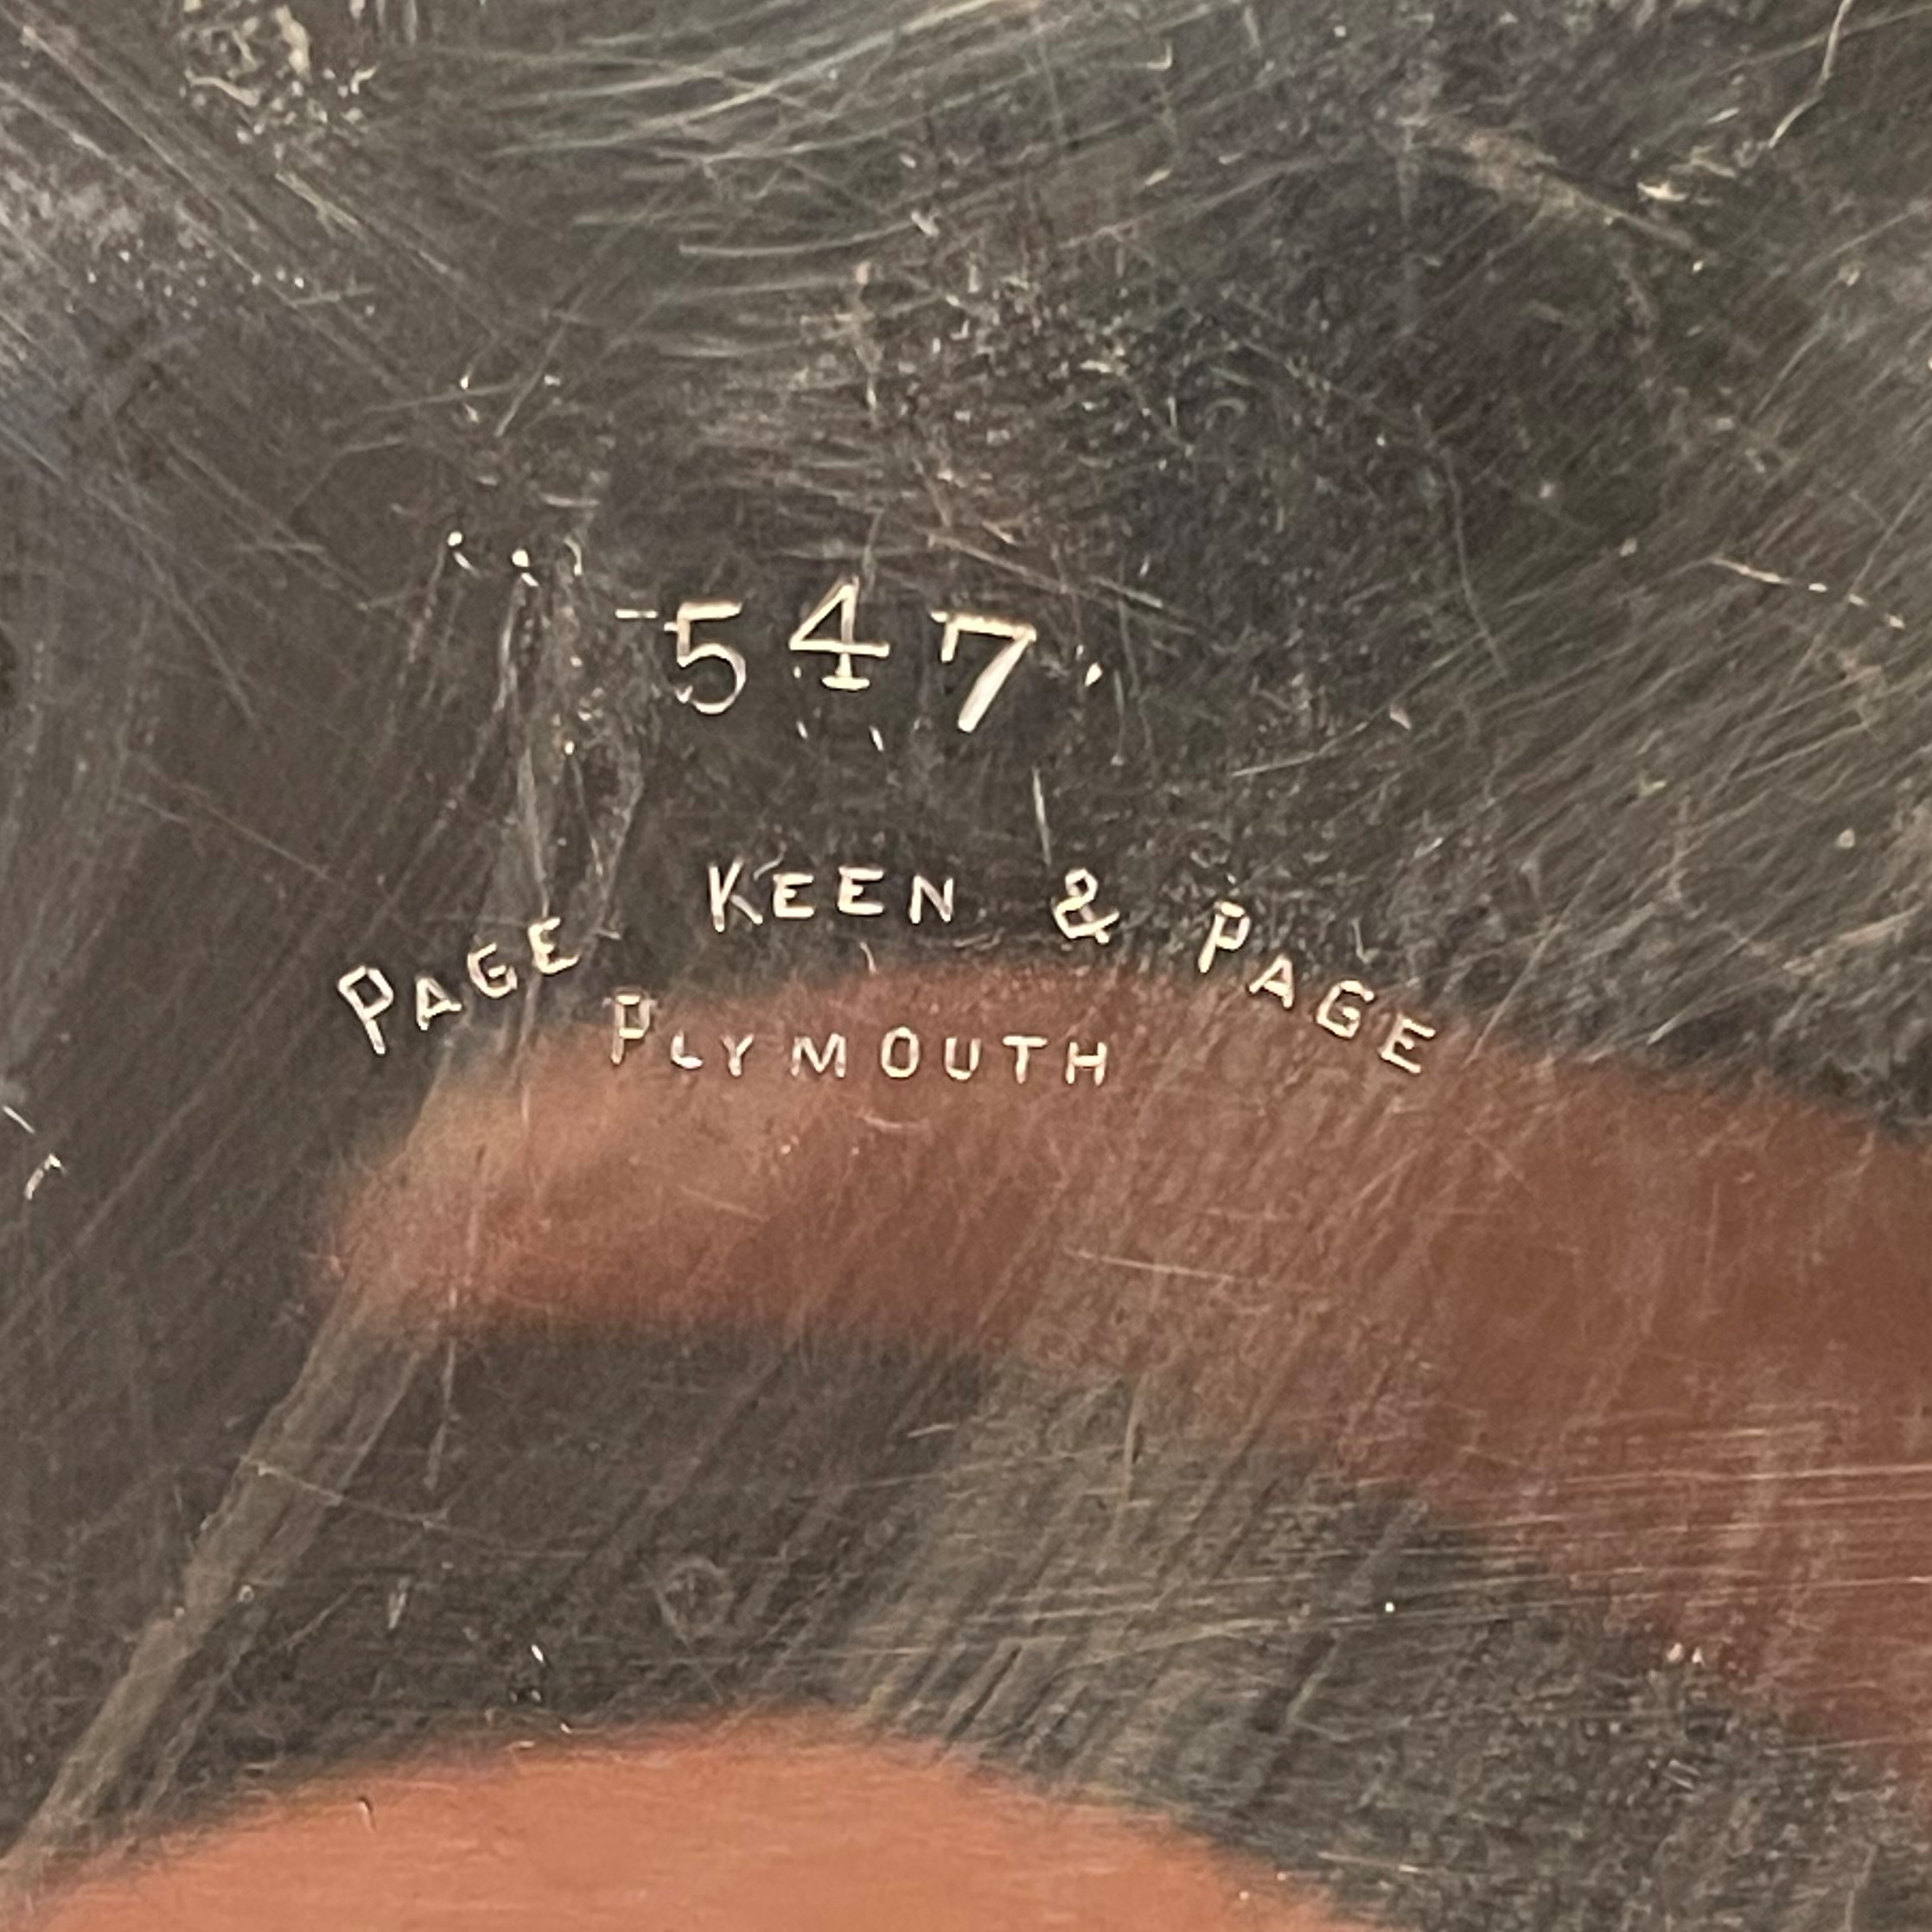 547
PAGE KEEN & PAGE
PLYMOUTH